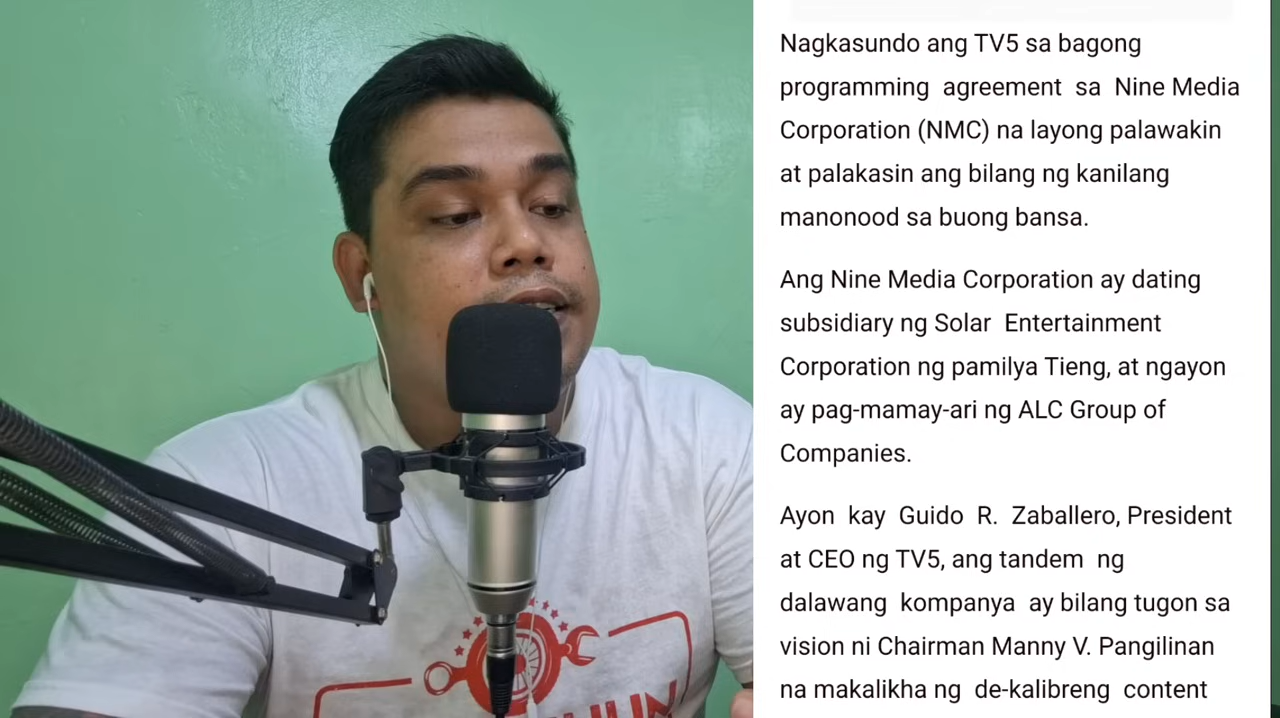 Nagkasundo ang TV5 sa bagong
programming agreement sa Nine Media
Corporation (NMC) na layong palawakin
at palakasin ang bilang ng kanilang
manonood sa buong bansa.
Ang Nine Media Corporation ay dating
subsidiary ng Solar Entertainment
Corporation ng pamilya Tieng, at ngayon
ay pag-mamay-ari ng ALC Group of
Companies.
Ayon kay Guido R. Zaballero, President
at CEO ng TV5, ang tandem ng
dalawang kompanya ay bilang tugon sa
vision ni Chairman Manny V. Pangilinan
na makalikha ng de-kalibreng content